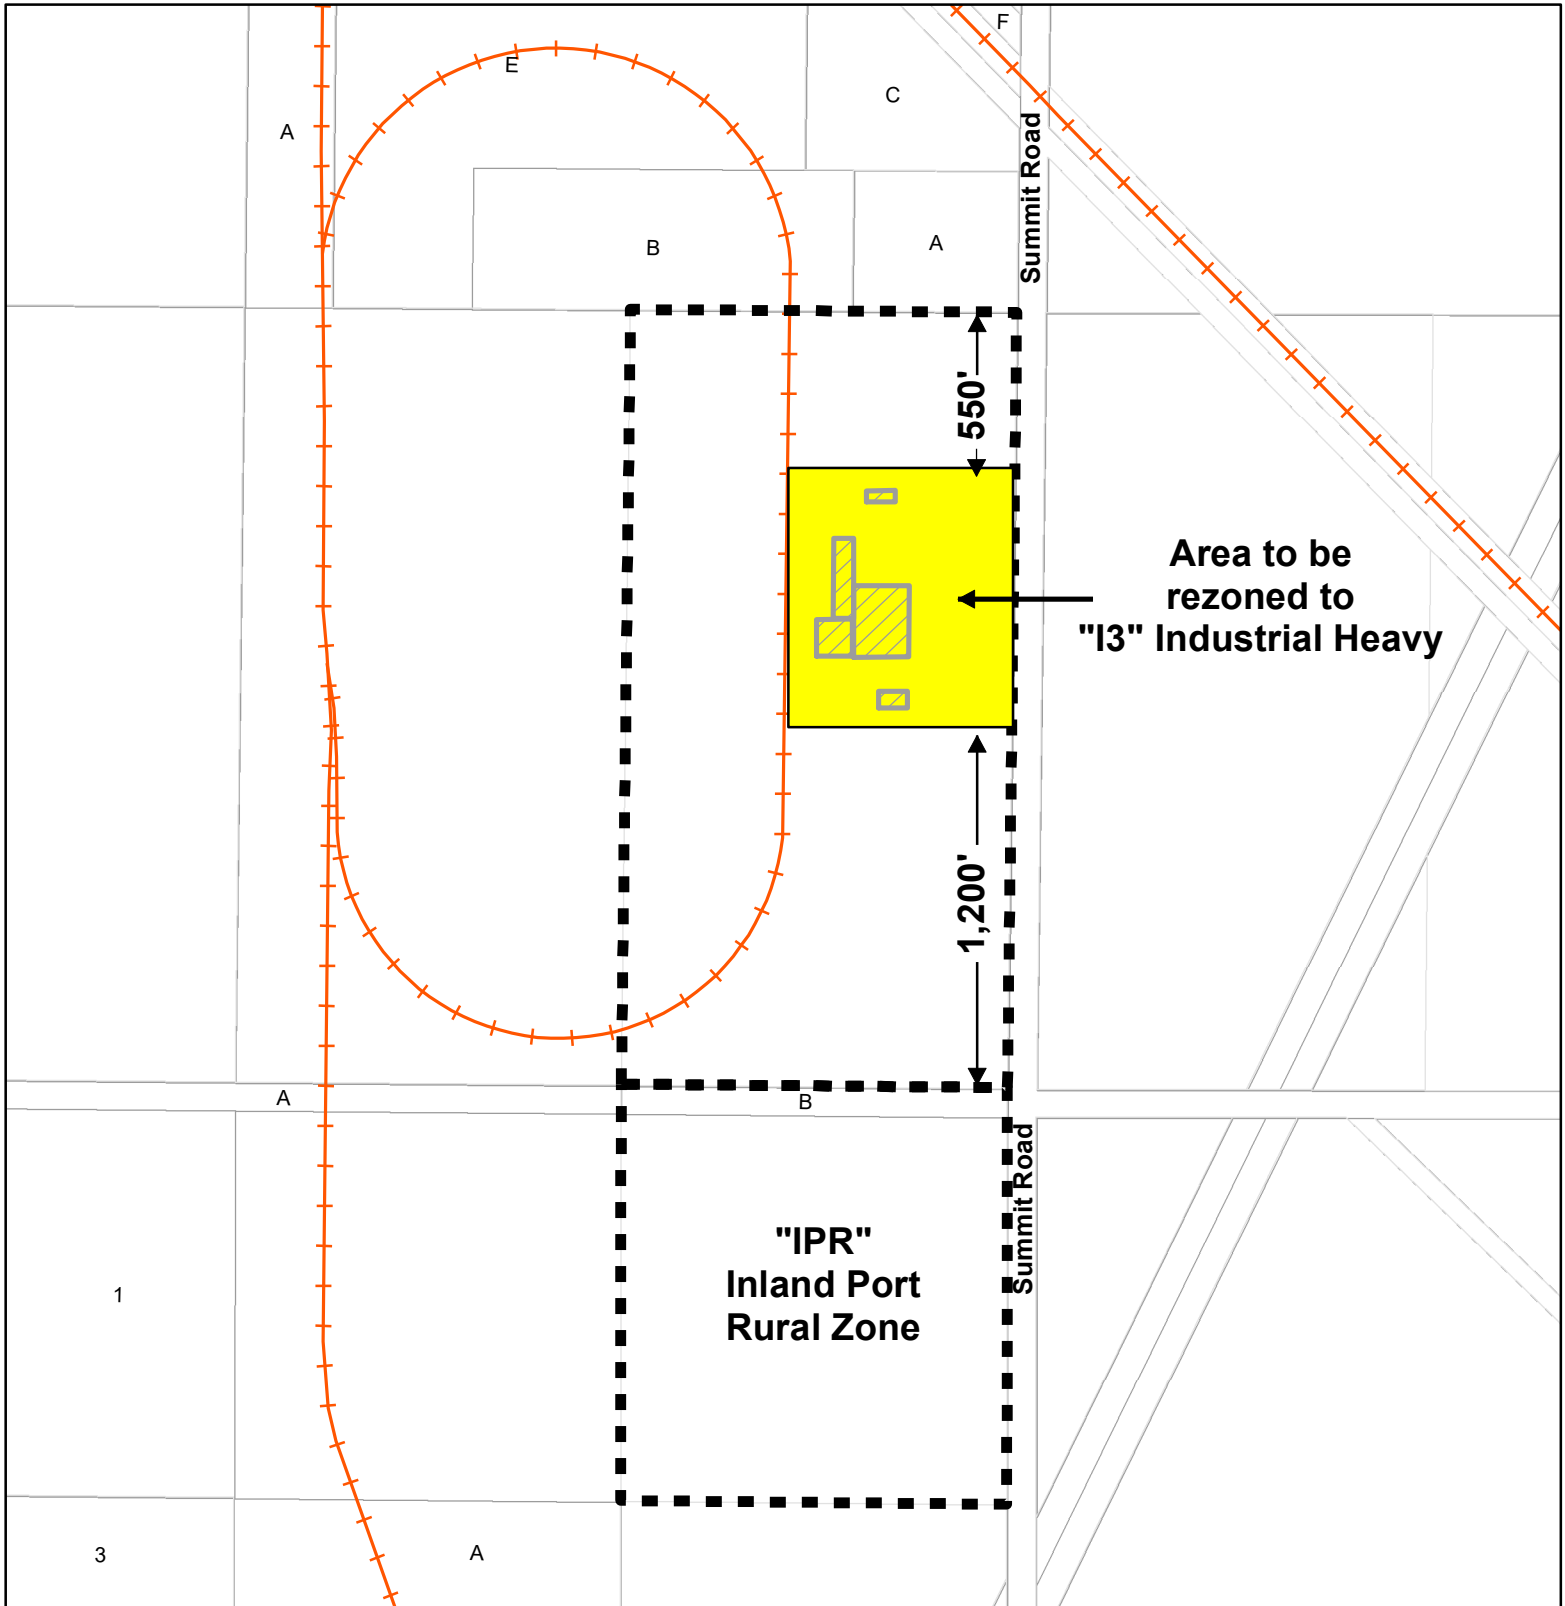 F
E
C
A
Summit Road
B
A
550'
Area to be
rezoned to
"I3" Industrial Heavy
1,200'
A
B
Summit Road
"IPR"
Inland Port
Rural Zone
1
3
A